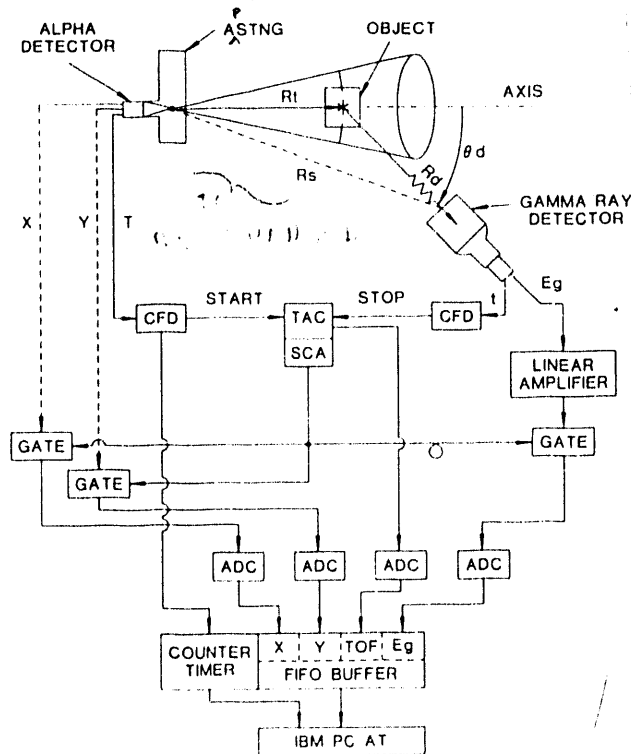 ALPHA DETECTOR
P
ASTNG
OBJECT
AXIS
Rt
θd
Rd
Rs
GAMMA RAY DETECTOR
X
Y
T
Eg
t
START
STOP
CFD
TAC
CFD
SCA
LINEAR AMPLIFIER
GATE
GATE
GATE
ADC
ADC
ADC
ADC
X
Y
TOF
Eg
COUNTER TIMER
FIFO BUFFER
IBM PC AT